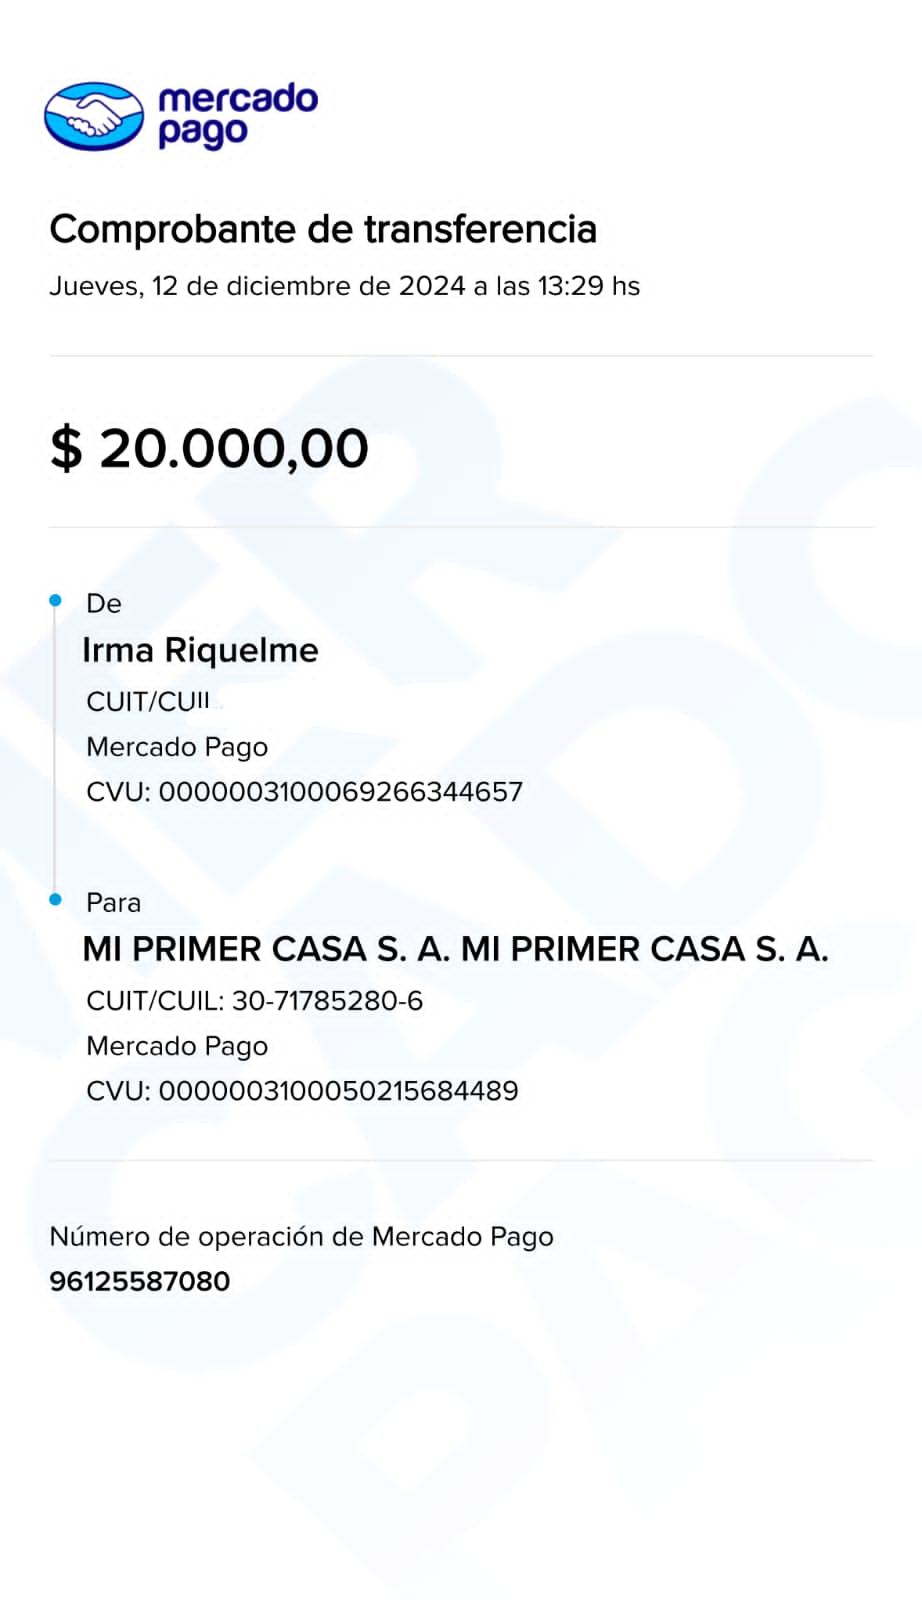 mercado
pago
Comprobante de transferencia
Jueves, 12 de diciembre de 2024 a las 13:29 hs
$ 20.000,00
De
Irma Riquelme
CUIT/CUIl
Mercado Pago
CVU: 0000003100069266344657
Para
MI PRIMER CASA S. A. MI PRIMER CASA S. A.
CUIT/CUIL: 30-71785280-6
Mercado Pago
CVU: 0000003100050215684489
Número de operación de Mercado Pago
96125587080